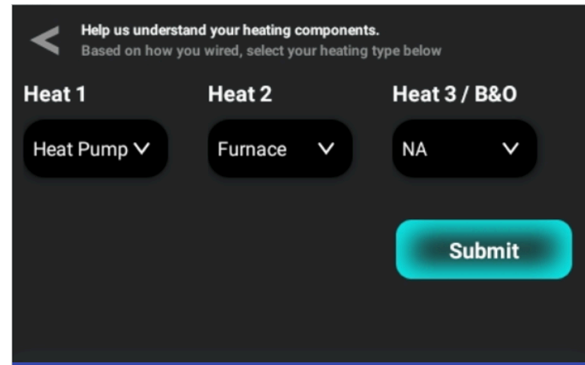 Help us understand your heating components.
Based on how you wired, select your heating type below
Heat 1 Heat 2 Heat 3 / B&O
Heat Pump Furnace NA
Submit